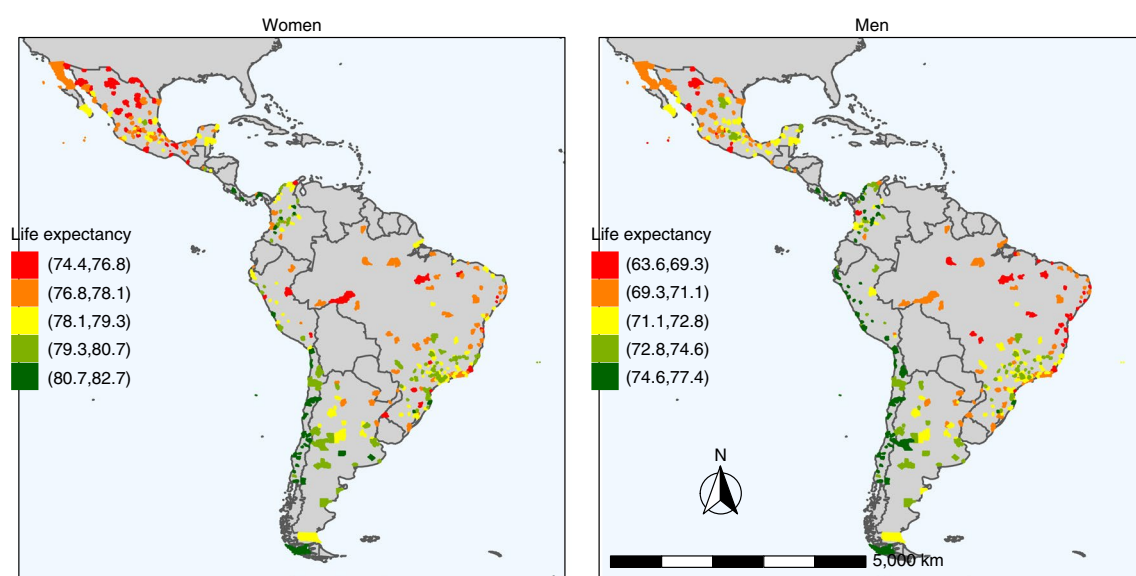 Women
Men
Life expectancy
(74.4,76.8)
(76.8,78.1)
(78.1,79.3)
(79.3,80.7)
(80.7,82.7)
Life expectancy
(63.6,69.3)
(69.3,71.1)
(71.1,72.8)
(72.8,74.6)
(74.6,77.4)
N
5,000 km